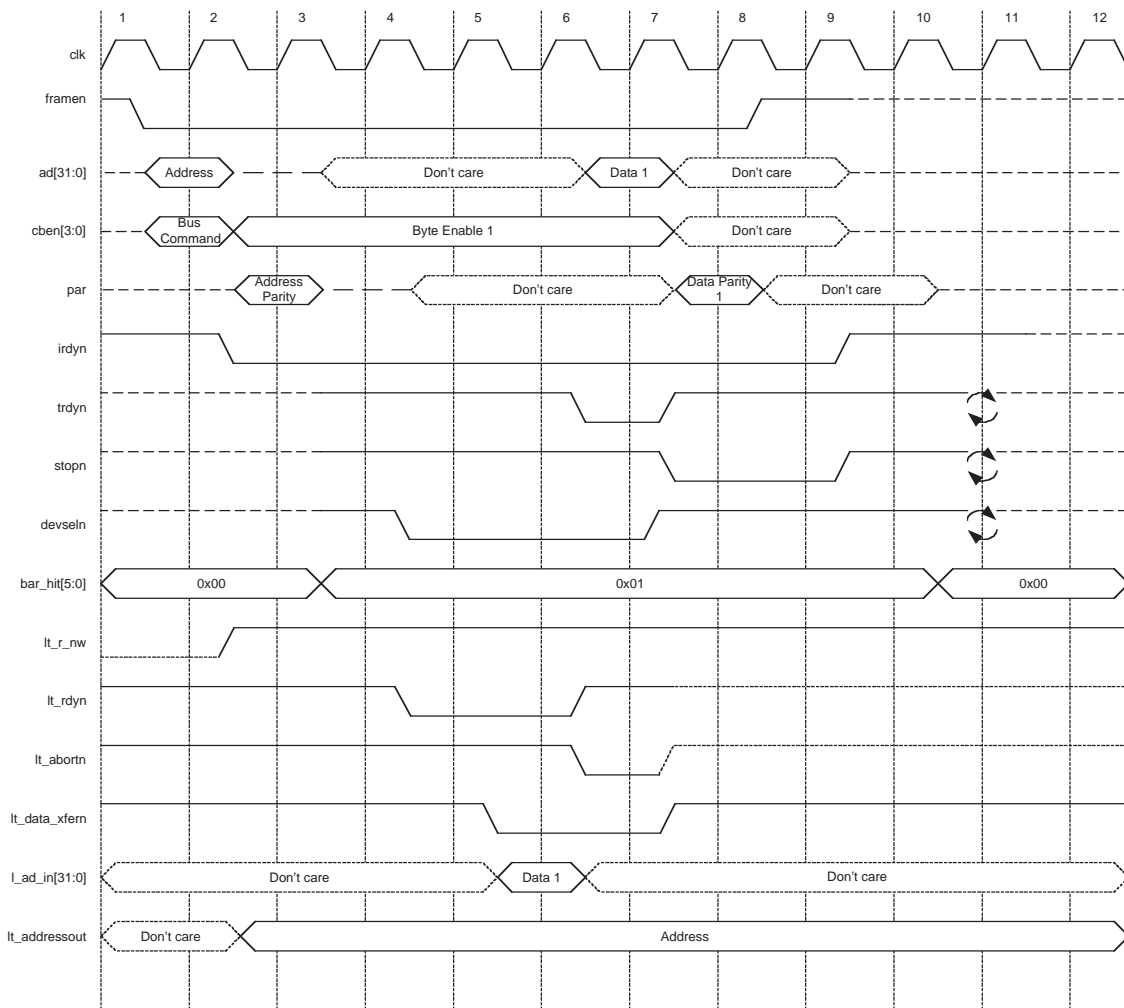 1 2 3 4 5 6 7 8 9 10 11 12
clk
framen
ad[31:0] Address Don't care Data 1 Don't care
cben[3:0] Bus Command Byte Enable 1 Don't care
par Address Parity Don't care Data Parity 1 Don't care
irdyn
trdyn
stopn
devseln
bar_hit[5:0] 0x00 0x01 0x00
lt_r_nw
lt_rdyn
lt_abortn
lt_data_xfern
l_ad_in[31:0] Don't care Data 1 Don't care
lt_addressout Don't care Address